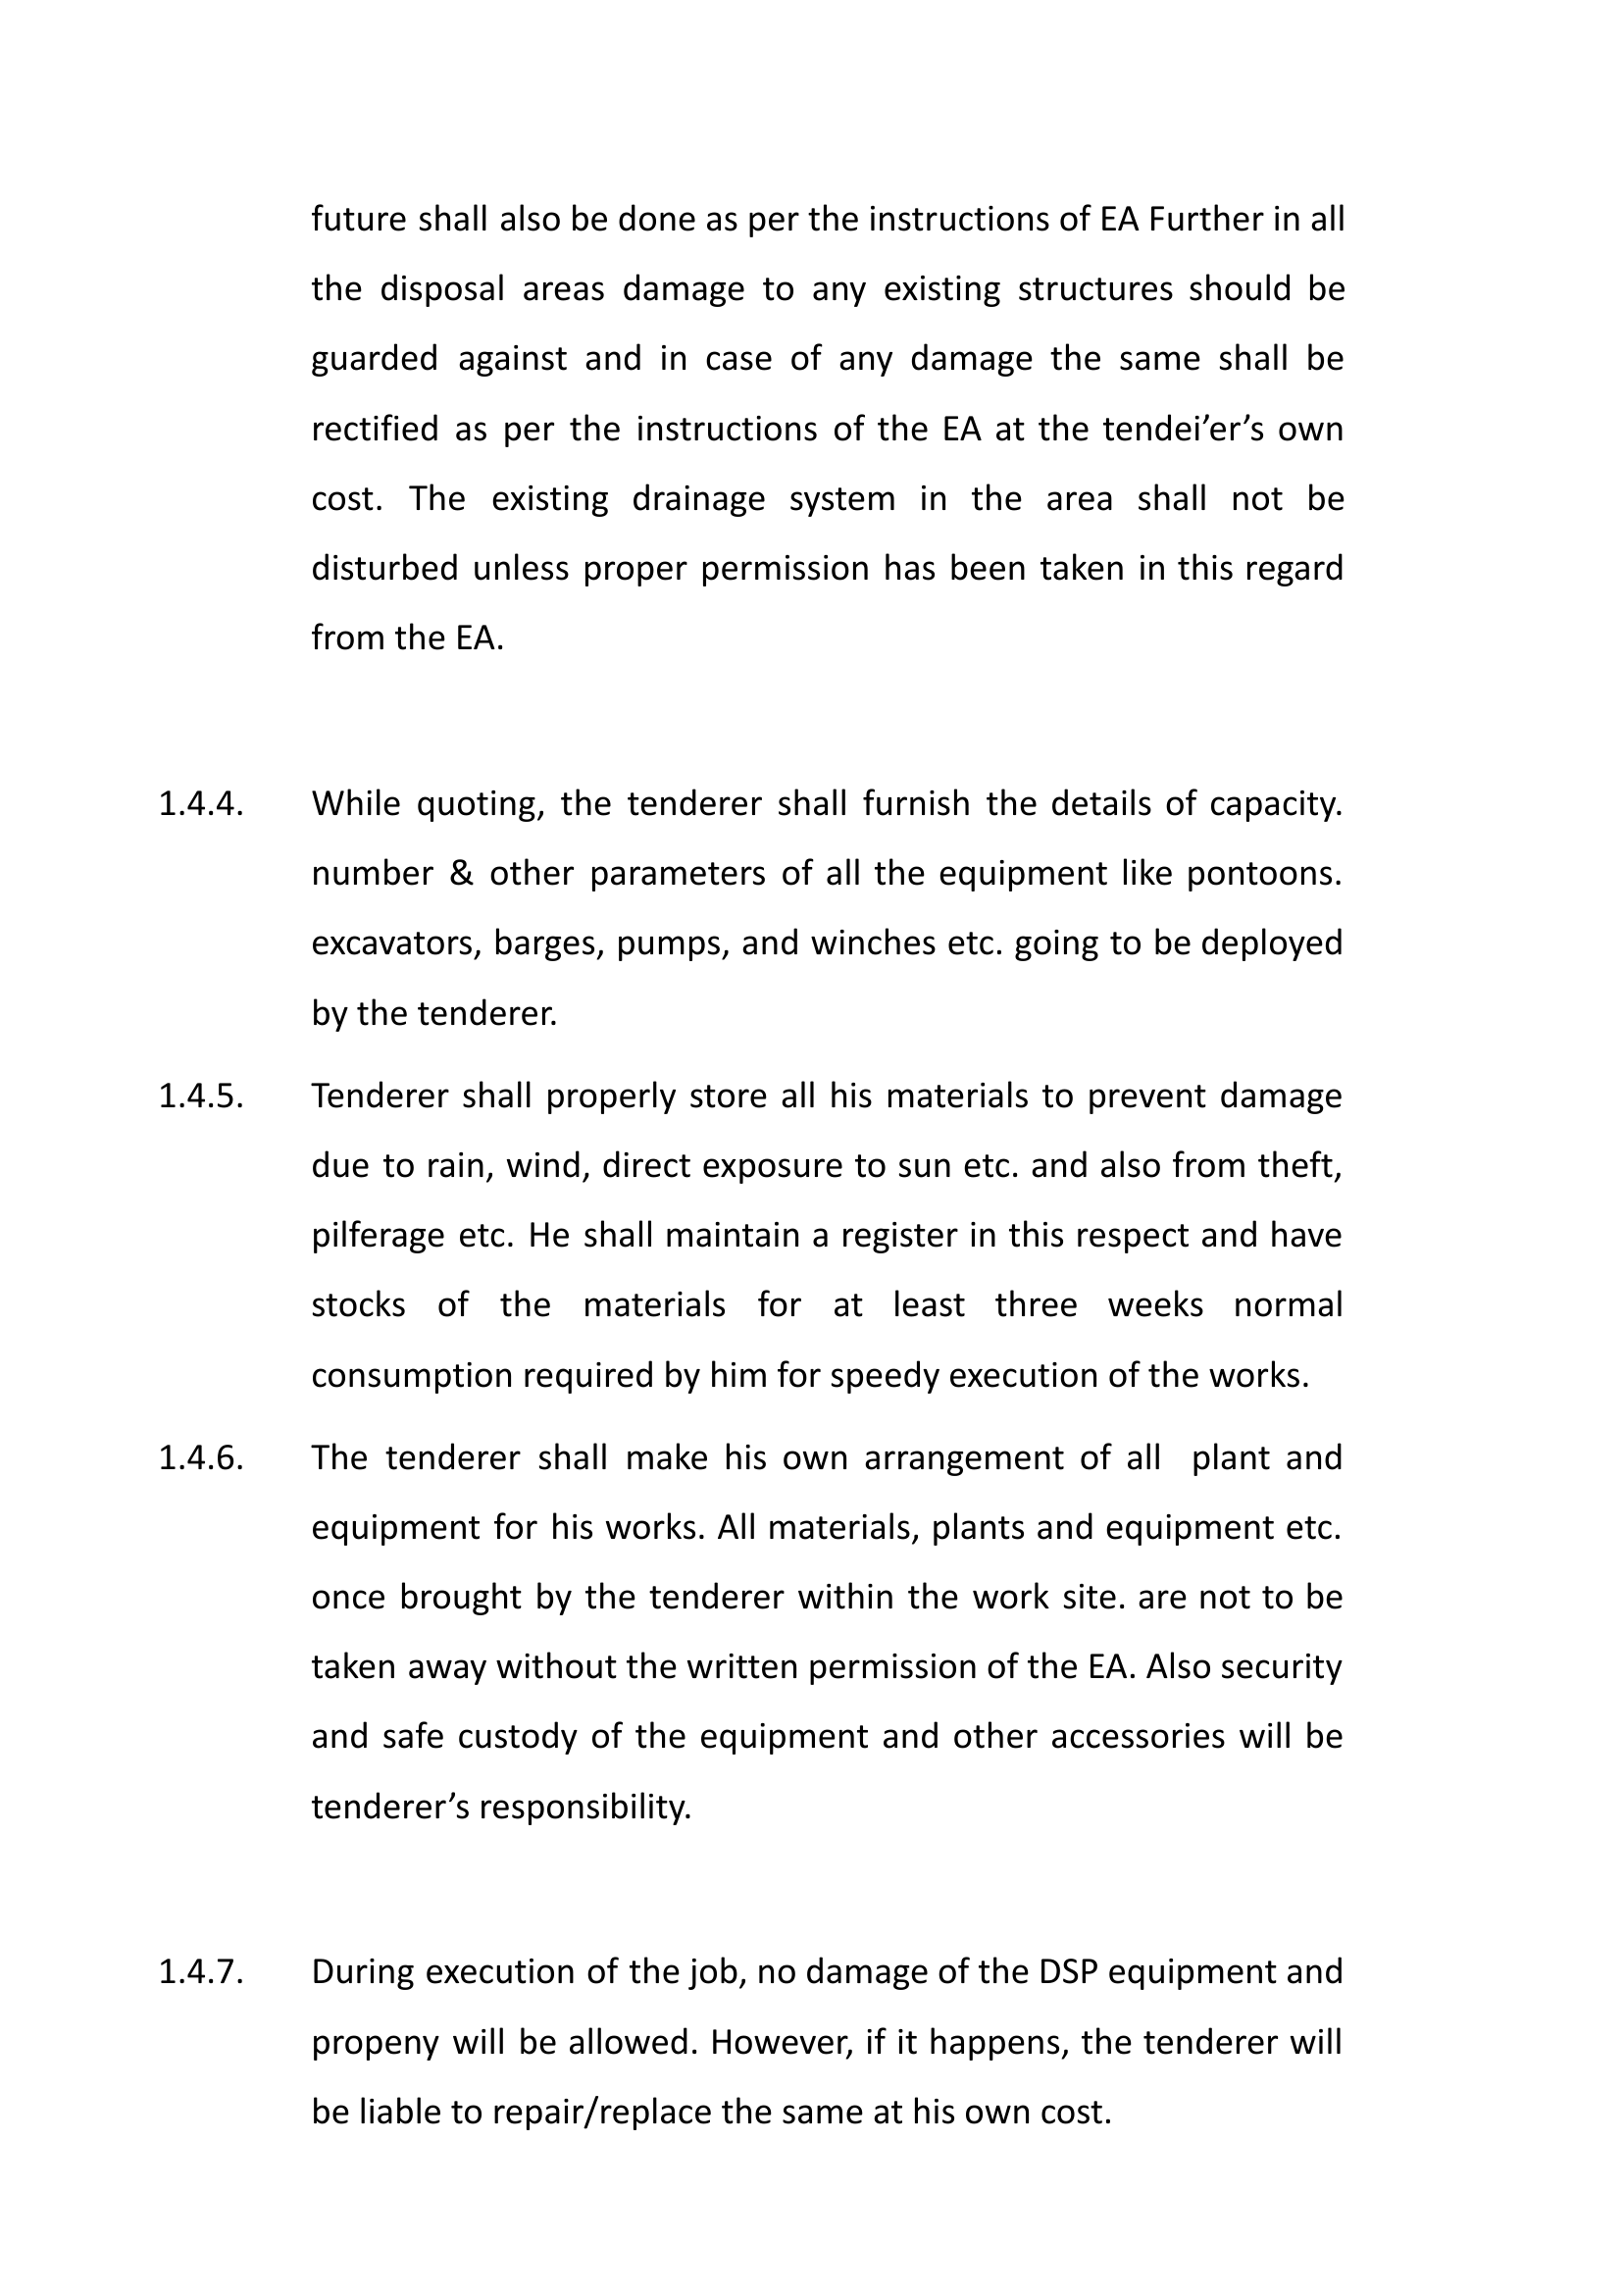 future shall also be done as per the instructions of EA Further in all
the disposal areas damage to any existing structures should be
guarded against and in case of any damage the same shall be
rectified as per the instructions of the EA at the tendei’er’s own
cost. The existing drainage system in the area shall not be
disturbed unless proper permission has been taken in this regard
from the EA.
1.4.4. While quoting, the tenderer shall furnish the details of capacity.
number & other parameters of all the equipment like pontoons.
excavators, barges, pumps, and winches etc. going to be deployed
by the tenderer.
1.4.5. Tenderer shall properly store all his materials to prevent damage
due to rain, wind, direct exposure to sun etc. and also from theft,
pilferage etc. He shall maintain a register in this respect and have
stocks of the materials for at least three weeks normal
consumption required by him for speedy execution of the works.
1.4.6. The tenderer shall make his own arrangement of all plant and
equipment for his works. All materials, plants and equipment etc.
once brought by the tenderer within the work site. are not to be
taken away without the written permission of the EA. Also security
and safe custody of the equipment and other accessories will be
tenderer’s responsibility.
1.4.7. During execution of the job, no damage of the DSP equipment and
propeny will be allowed. However, if it happens, the tenderer will
be liable to repair/replace the same at his own cost.